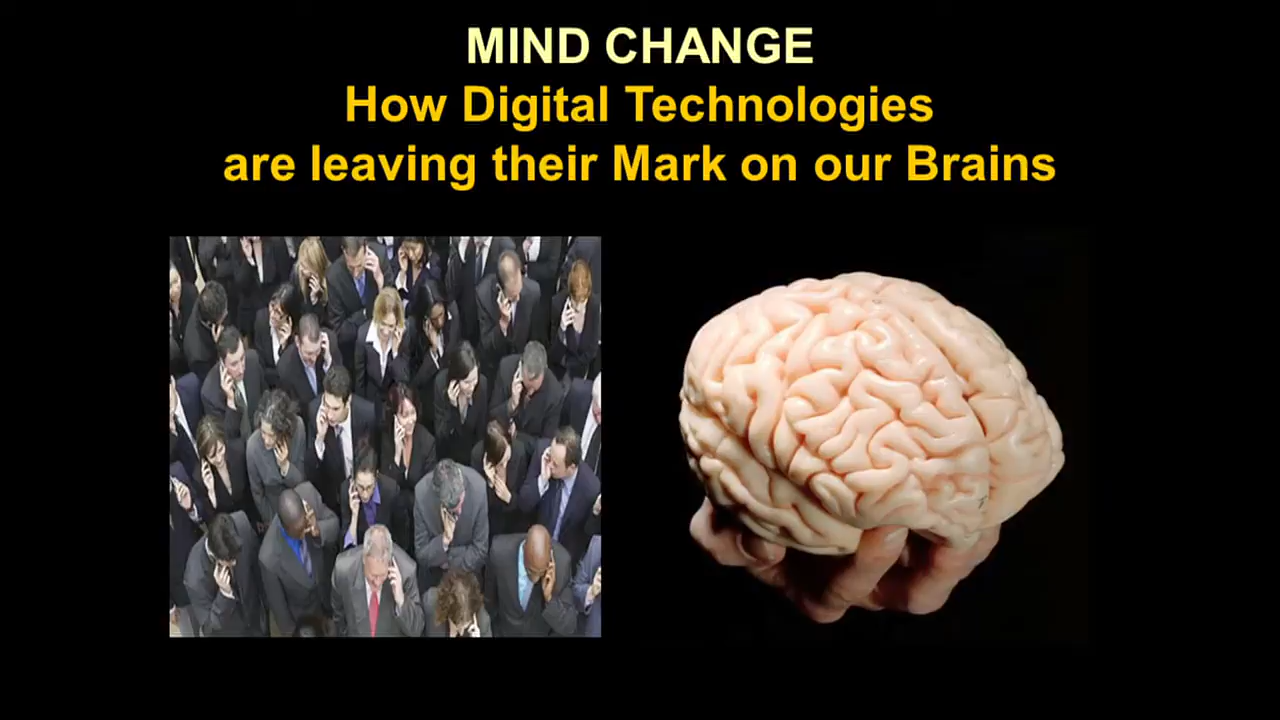 MIND CHANGE
How Digital Technologies
are leaving their Mark on our Brains